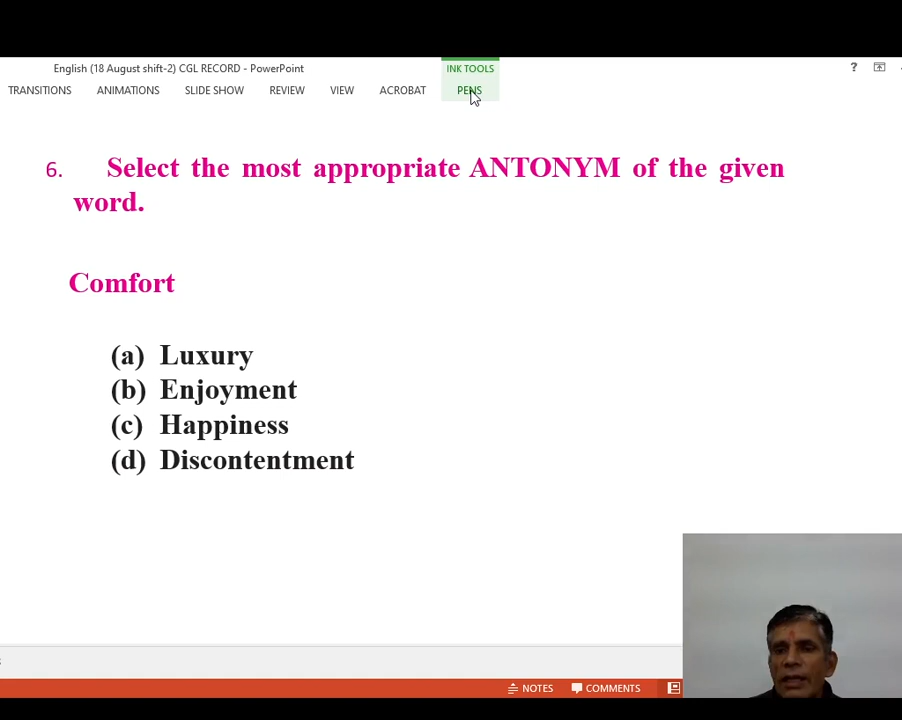 English (18 August shift-2) CGL RECORD - PowerPoint
INK TOOLS
?
TRANSITIONS ANIMATIONS SLIDE SHOW REVIEW VIEW ACROBAT PENS
6. Select the most appropriate ANTONYM of the given
word.
Comfort
(a) Luxury
(b) Enjoyment
(c) Happiness
(d) Discontentment
NOTES COMMENTS